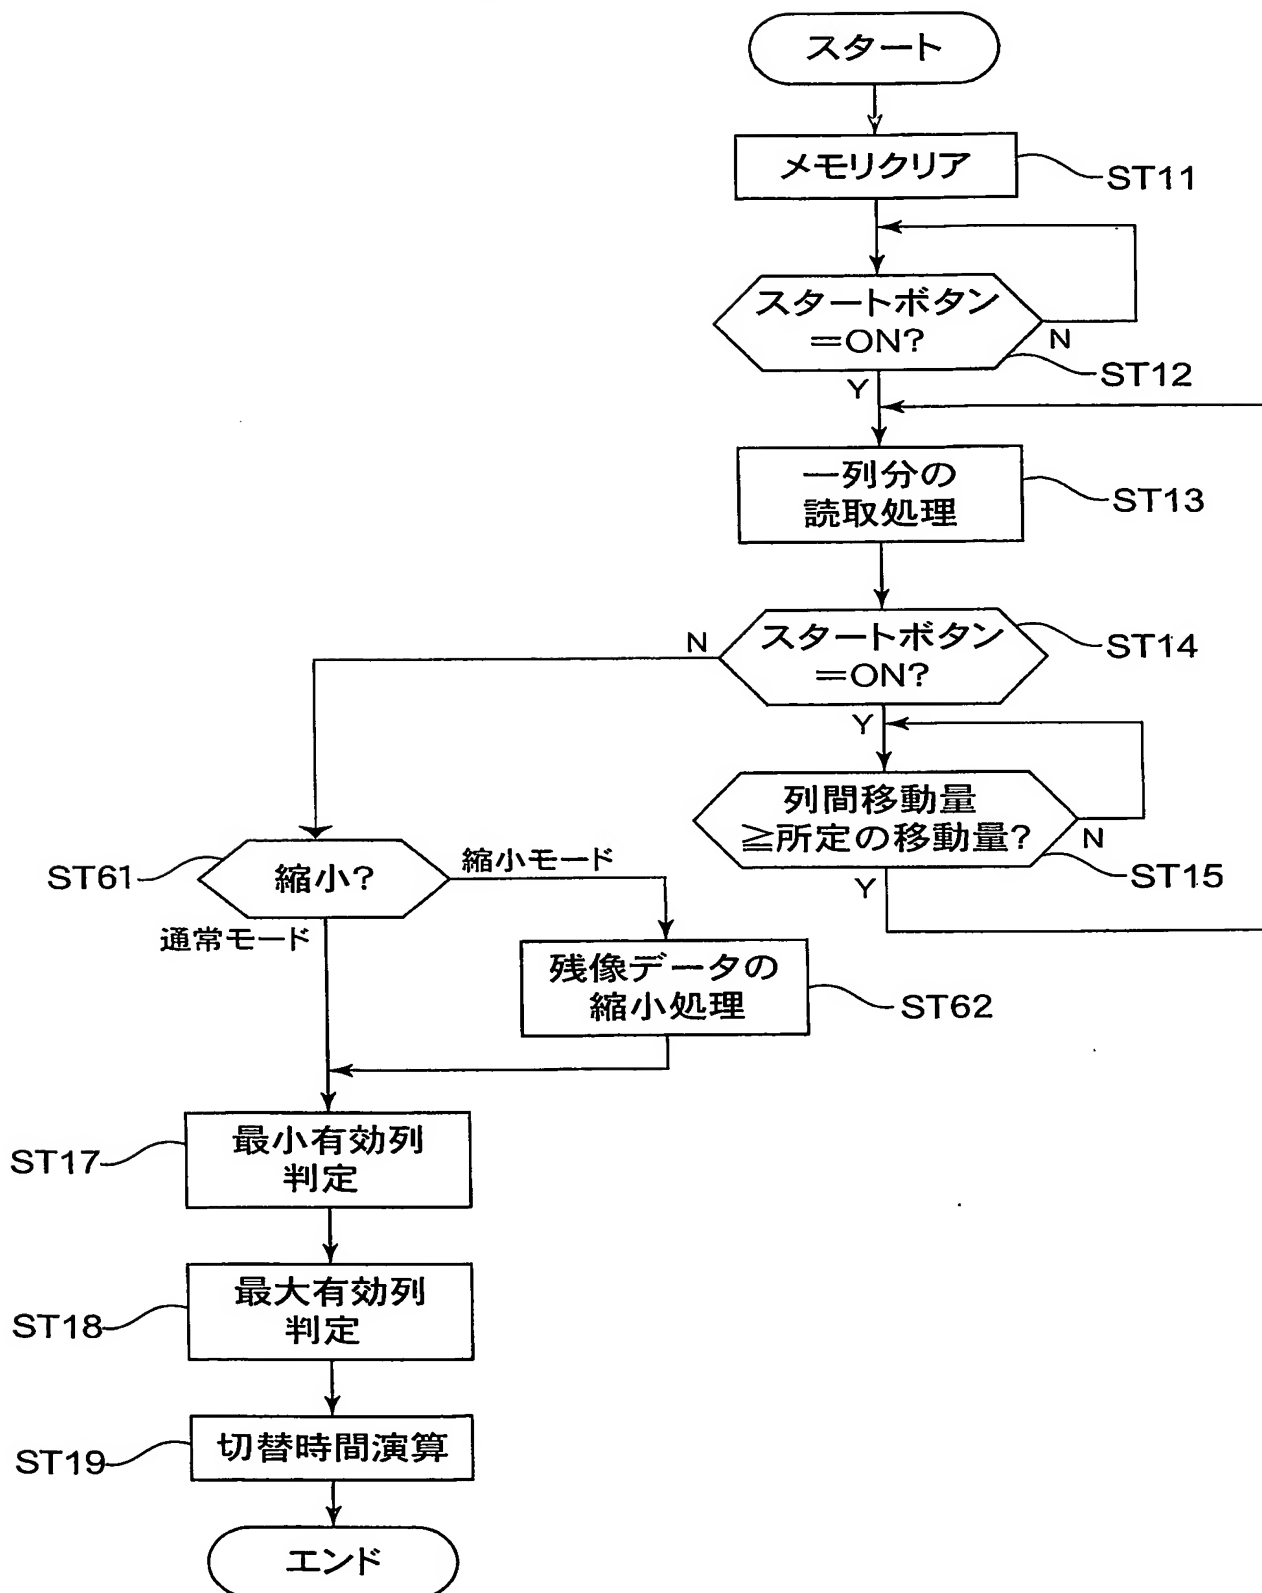 スタート
メモリクリア
ST11
スタートボタン
=ON?
N
ST12
Y
一列分の
読取処理
ST13
スタートボタン
=ON?
N
ST14
Y
列間移動量
≧所定の移動量?
N
ST15
Y
ST61
縮小?
縮小モード
通常モード
残像データの
縮小処理
ST62
最小有効列
判定
ST17
最大有効列
判定
ST18
切替時間演算
ST19
エンド